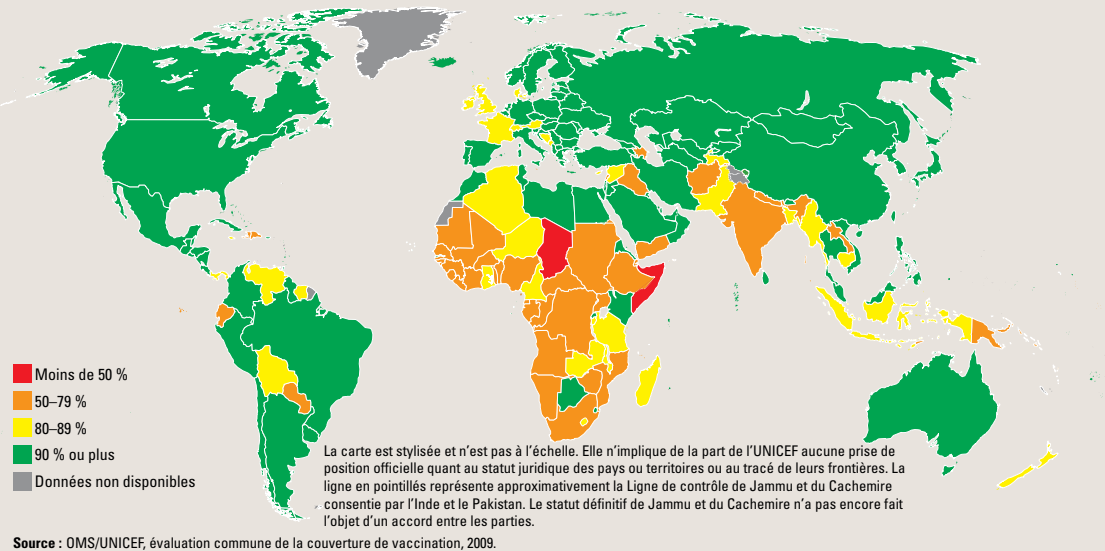 Moins de 50 %
50–79 %
80–89 %
90 % ou plus
Données non disponibles
La carte est stylisée et n’est pas à l’échelle. Elle n’implique de la part de l’UNICEF aucune prise de
position officielle quant au statut juridique des pays ou territoires ou au tracé de leurs frontières. La
ligne en pointillés représente approximativement la Ligne de contrôle de Jammu et du Cachemire
consentie par l’Inde et le Pakistan. Le statut définitif de Jammu et du Cachemire n’a pas encore fait
l’objet d’un accord entre les parties.
Source : OMS/UNICEF, évaluation commune de la couverture de vaccination, 2009.